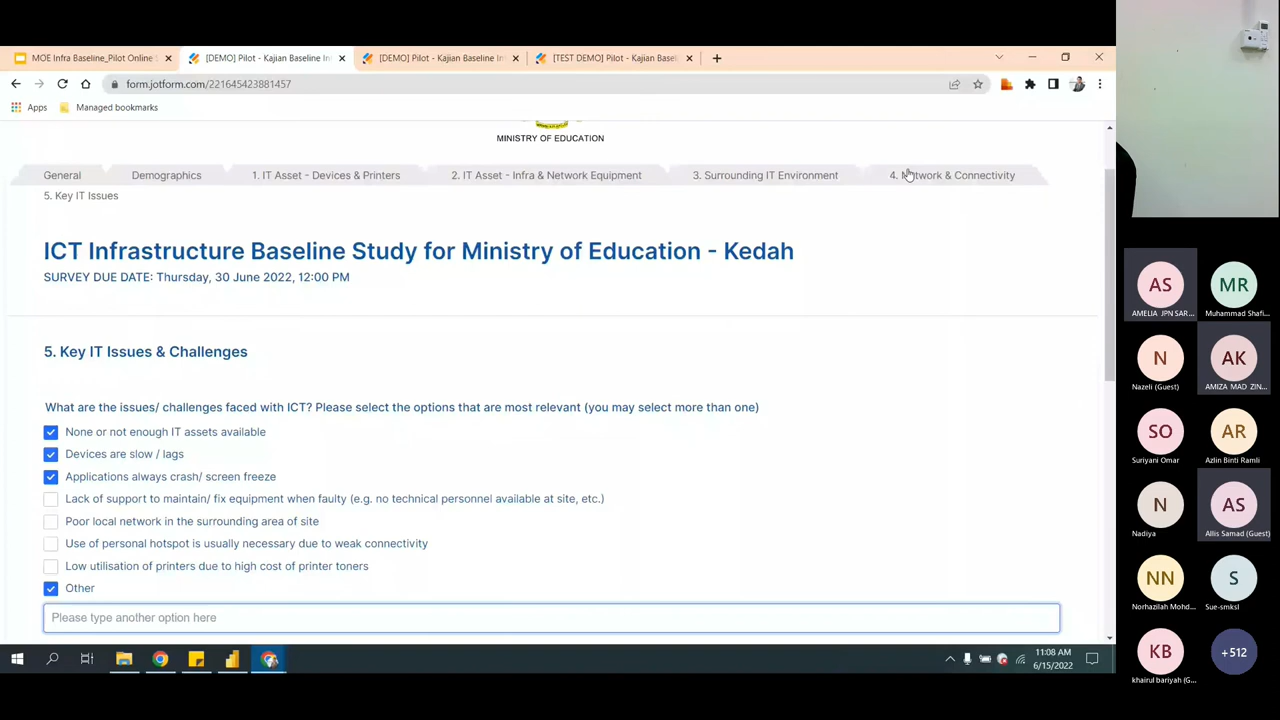 MOE Infra Baseline_Pilot Online
[DEMO] Pilot - Kajian Baseline In
[DEMO] Pilot - Kajian Baseline In
[TEST DEMO] Pilot - Kajian Basel
form.jotform.com/221645423881457
Apps
Managed bookmarks
MINISTRY OF EDUCATION
General
Demographics
1. IT Asset - Devices & Printers
2. IT Asset - Infra & Network Equipment
3. Surrounding IT Environment
4. Network & Connectivity
5. Key IT Issues
ICT Infrastructure Baseline Study for Ministry of Education - Kedah
SURVEY DUE DATE: Thursday, 30 June 2022, 12:00 PM
5. Key IT Issues & Challenges
What are the issues/ challenges faced with ICT? Please select the options that are most relevant (you may select more than one)
None or not enough IT assets available
Devices are slow / lags
Applications always crash/ screen freeze
Lack of support to maintain/ fix equipment when faulty (e.g. no technical personnel available at site, etc.)
Poor local network in the surrounding area of site
Use of personal hotspot is usually necessary due to weak connectivity
Low utilisation of printers due to high cost of printer toners
Other
Please type another option here
11:08 AM
6/15/2022
AS
AMELIA JPN SAR...
MR
Muhammad Shafi...
N
Nazeli (Guest)
AK
AMIZA MAD ZIN...
SO
Suriyani Omar
AR
Azlin Binti Ramli
N
Nadiya
AS
Allis Samad (Guest)
NN
Norhazilah Mohd...
S
Sue-smksl
KB
khairul bariyah (G...
+512